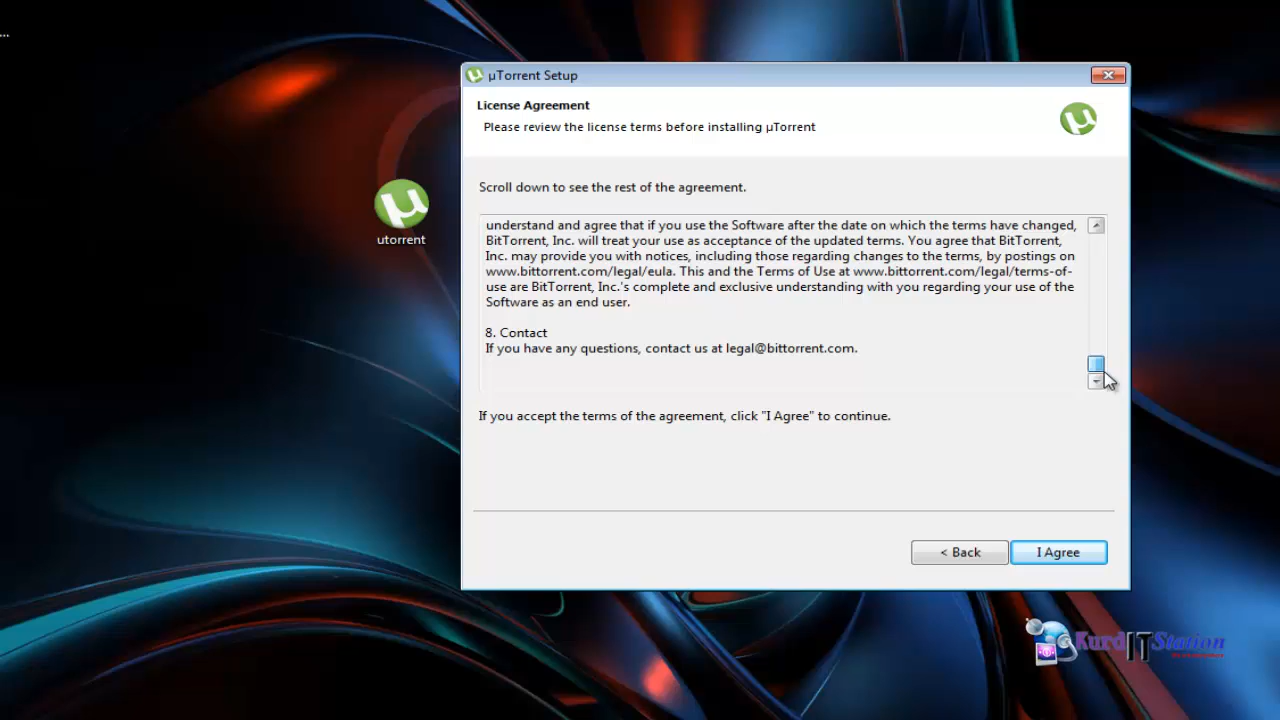 ...
µTorrent Setup
License Agreement
Please review the license terms before installing µTorrent
Scroll down to see the rest of the agreement.
understand and agree that if you use the Software after the date on which the terms have changed,
BitTorrent, Inc. will treat your use as acceptance of the updated terms. You agree that BitTorrent,
Inc. may provide you with notices, including those regarding changes to the terms, by postings on
www.bittorrent.com/legal/eula. This and the Terms of Use at www.bittorrent.com/legal/terms-of-
use are BitTorrent, Inc.'s complete and exclusive understanding with you regarding your use of the
Software as an end user.
8. Contact
If you have any questions, contact us at legal@bittorrent.com.
utorrent
If you accept the terms of the agreement, click "I Agree" to continue.
< Back
I Agree
Kurd IT Station